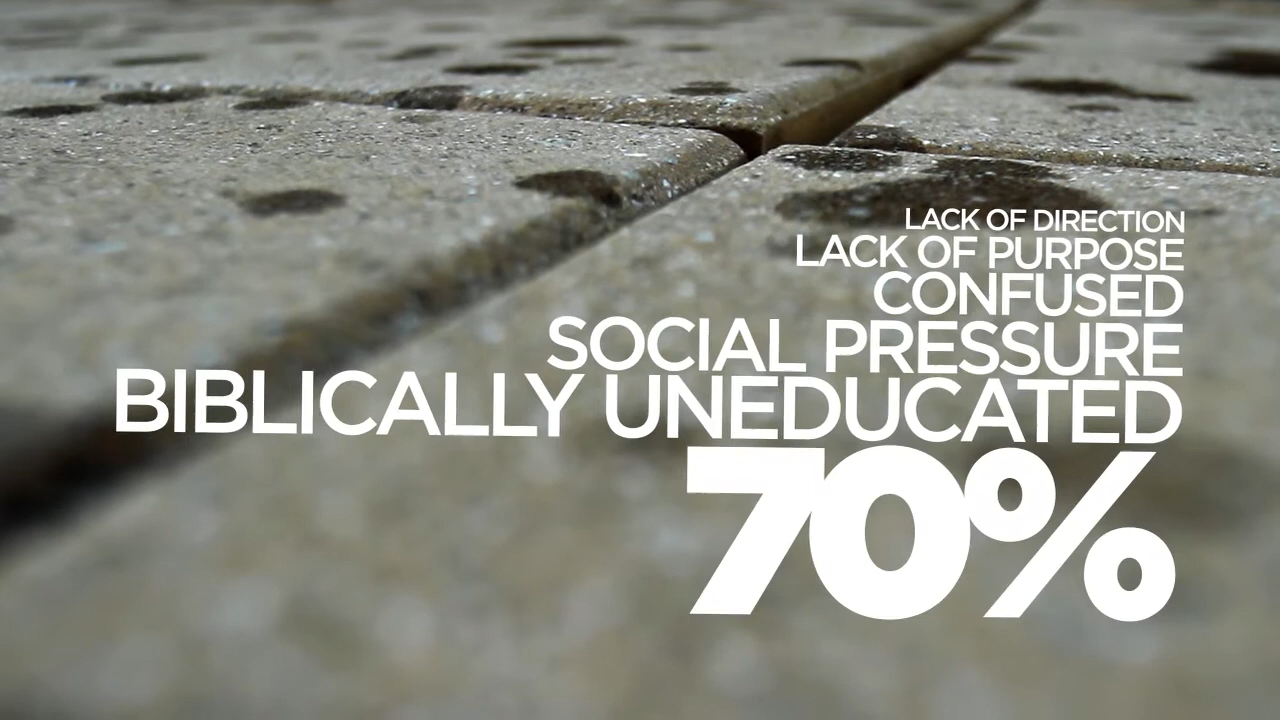 LACK OF DIRECTION
LACK OF PURPOSE
CONFUSED
SOCIAL PRESSURE
BIBLICALLY UNEDUCATED
70%